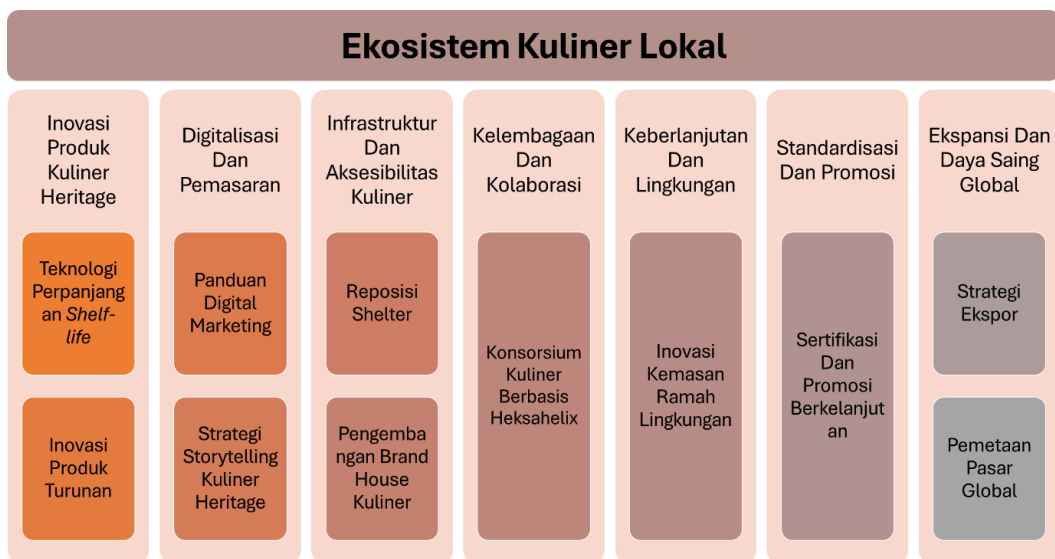 Ekosistem Kuliner Lokal
Inovasi
Produk
Kuliner
Heritage
Teknologi
Perpanjang
an Shelf-
life
Inovasi
Produk
Turunan
Digitalisasi
Dan
Pemasaran
Panduan
Digital
Marketing
Strategi
Storytelling
Kuliner
Heritage
Infrastruktur
Dan
Aksesibilitas
Kuliner
Reposisi
Shelter
Pengemba
ngan Brand
House
Kuliner
Kelembagaan
Dan
Kolaborasi
Konsorsium
Kuliner
Berbasis
Heksahelix
Keberlanjutan
Dan
Lingkungan
Inovasi
Kemasan
Ramah
Lingkungan
Standardisasi
Dan Promosi
Sertifikasi
Dan
Promosi
Berkelanjut
an
Ekspansi Dan
Daya Saing
Global
Strategi
Ekspor
Pemetaan
Pasar
Global